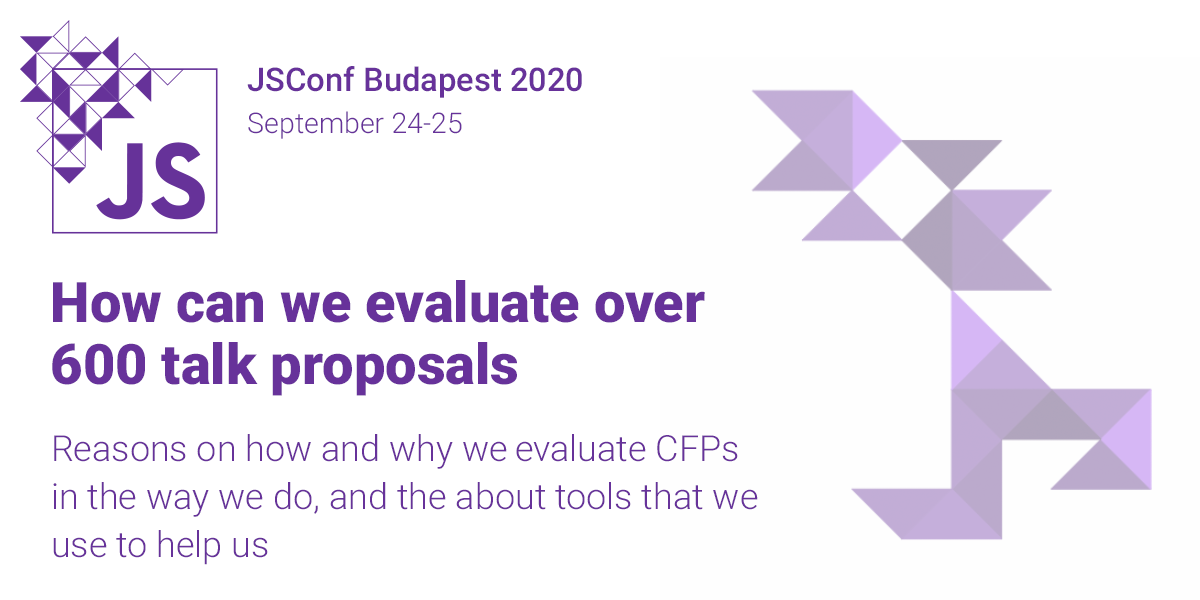 JS
JSConf Budapest 2020
September 24-25
How can we evaluate over
600 talk proposals
Reasons on how and why we evaluate CFPs
in the way we do, and the about tools that we
use to help us